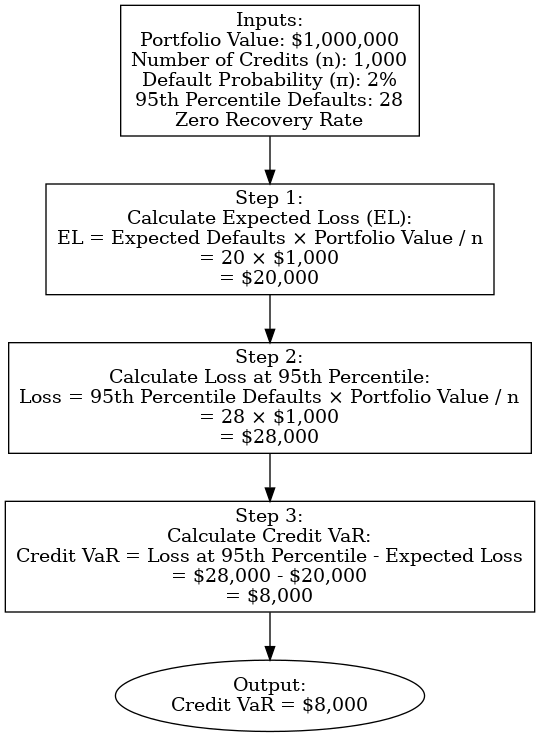 Inputs:
Portfolio Value: $1,000,000
Number of Credits (n): 1,000
Default Probability (π): 2%
95th Percentile Defaults: 28
Zero Recovery Rate
Step 1:
Calculate Expected Loss (EL):
EL = Expected Defaults × Portfolio Value / n
= 20 × $1,000
= $20,000
Step 2:
Calculate Loss at 95th Percentile:
Loss = 95th Percentile Defaults × Portfolio Value / n
= 28 × $1,000
= $28,000
Step 3:
Calculate Credit VaR:
Credit VaR = Loss at 95th Percentile - Expected Loss
= $28,000 - $20,000
= $8,000
Output:
Credit VaR = $8,000